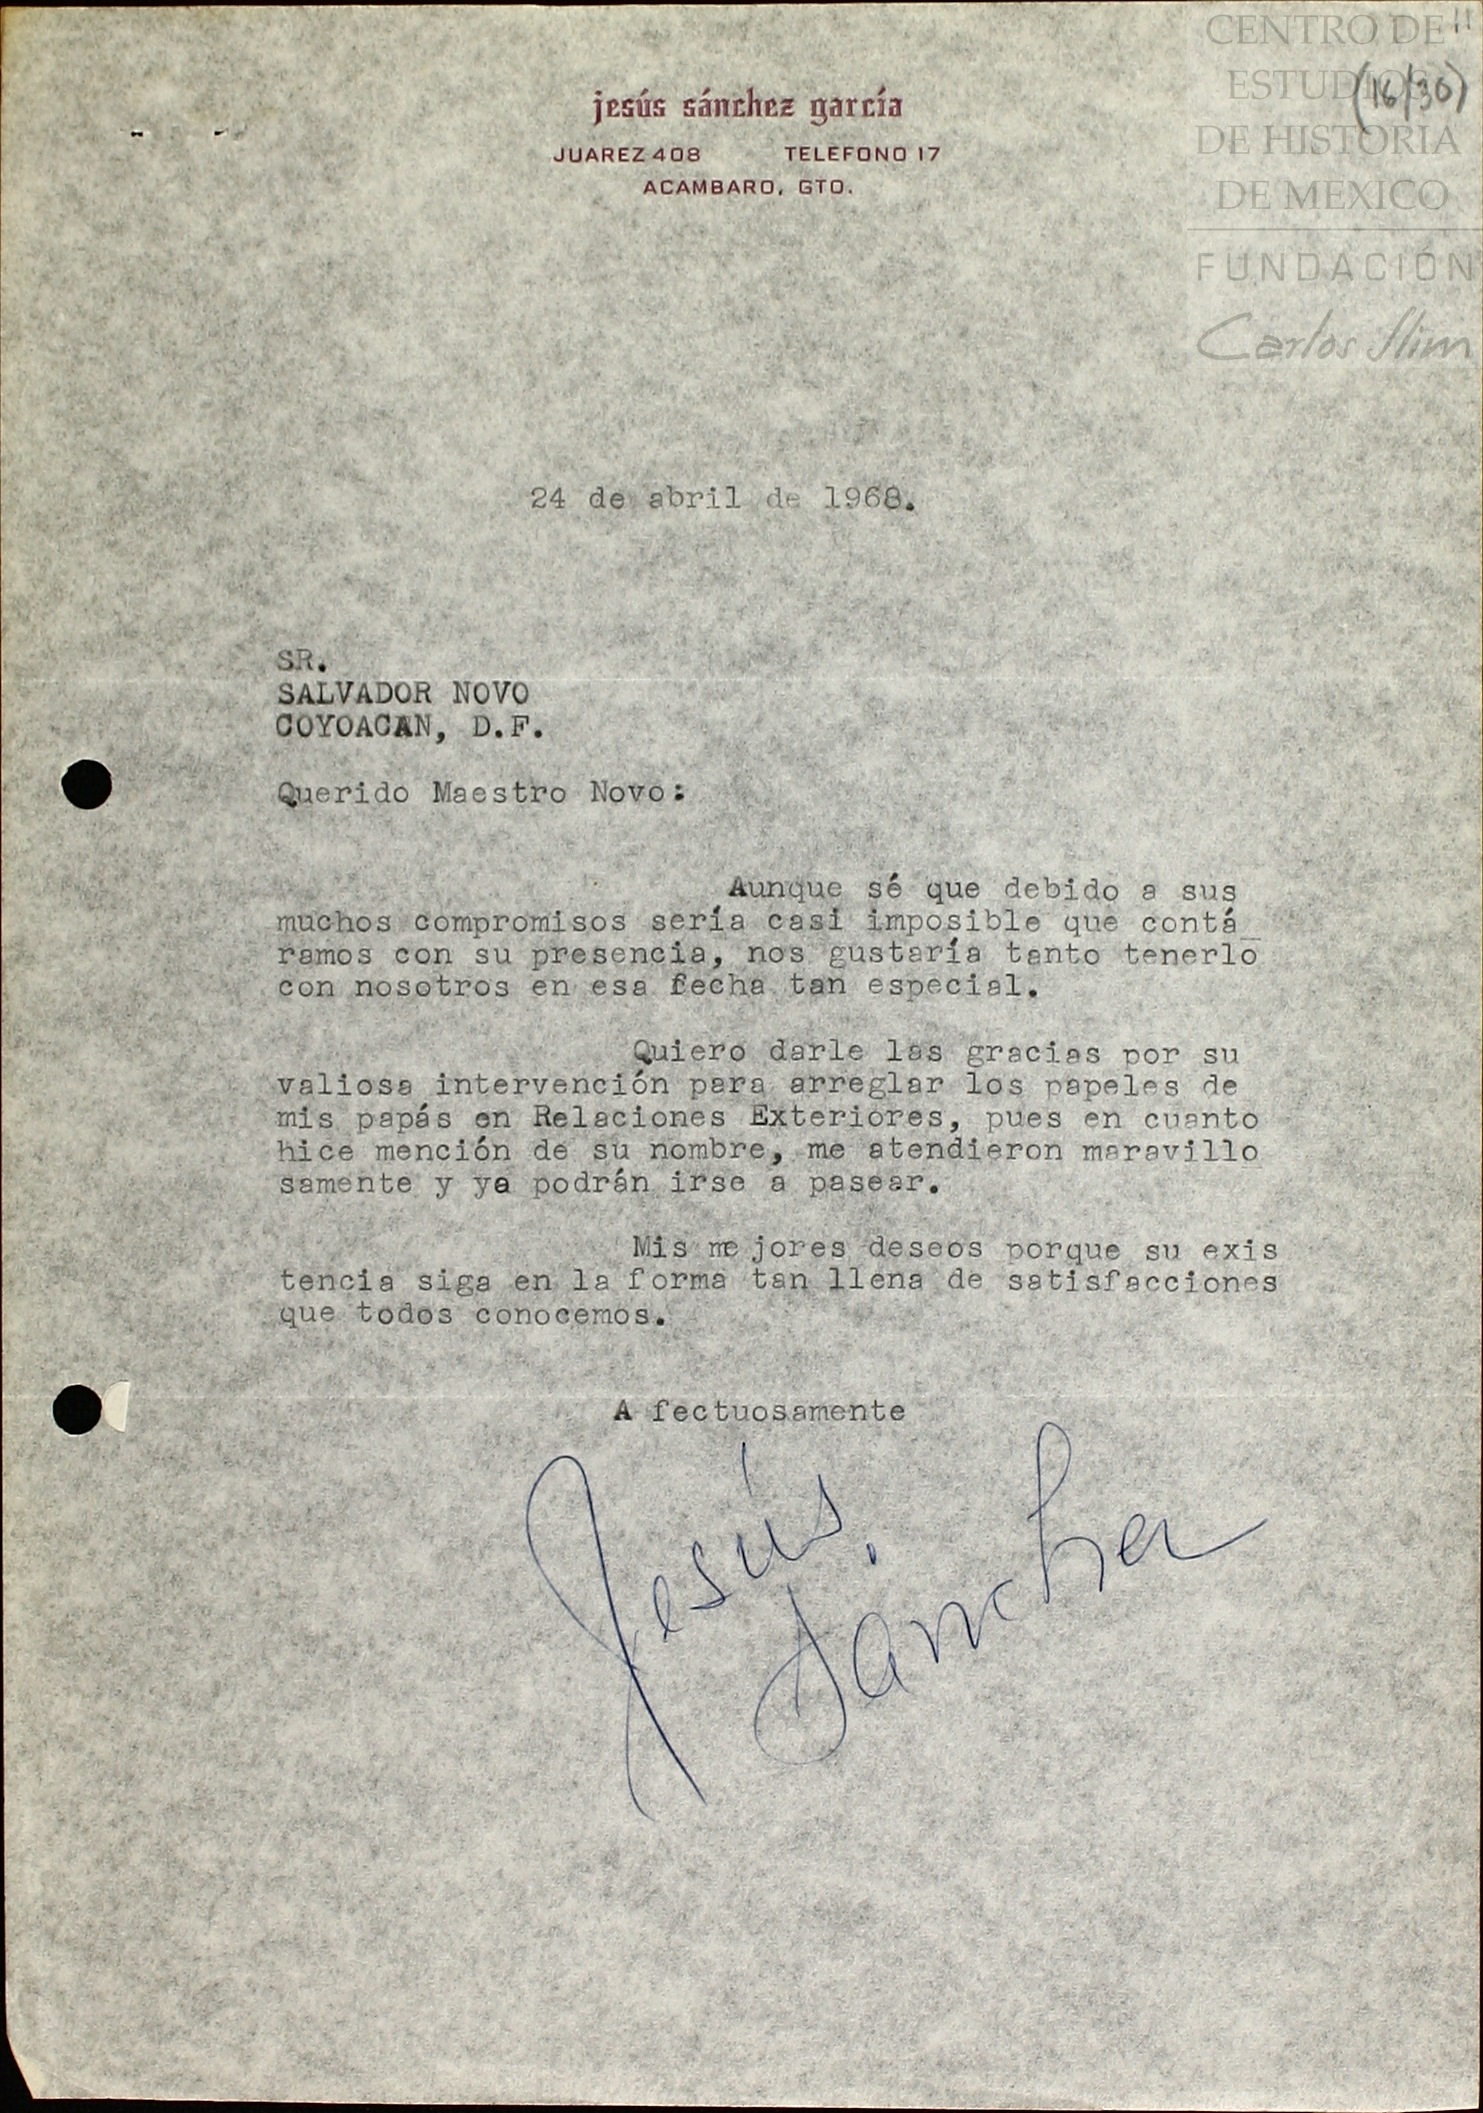 CENTRO DE
11
ESTUDIOS
(16/30)
DE HISTORIA
DE MEXICO
FUNDACIÓN
Carlos Slim
jesús sánchez garcía
JUAREZ 408 TELEFONO 17
ACAMBARO, GTO.
24 de abril de 1968.
SR.
SALVADOR NOVO
COYOACAN, D.F.
Querido Maestro Novo:
Aunque sé que debido a sus
muchos compromisos sería casi imposible que contá_
ramos con su presencia, nos gustaría tanto tenerlo
con nosotros en esa fecha tan especial.
Quiero darle las gracias por su
valiosa intervención para arreglar los papeles de
mis papás en Relaciones Exteriores, pues en cuanto
hice mención de su nombre, me atendieron maravillo
samente y ya podrán irse a pasear.
Mis me jores deseos porque su exis
tencia siga en la forma tan llena de satisfacciones
que todos conocemos.
A fectuosamente
Jesús.
Sánchez